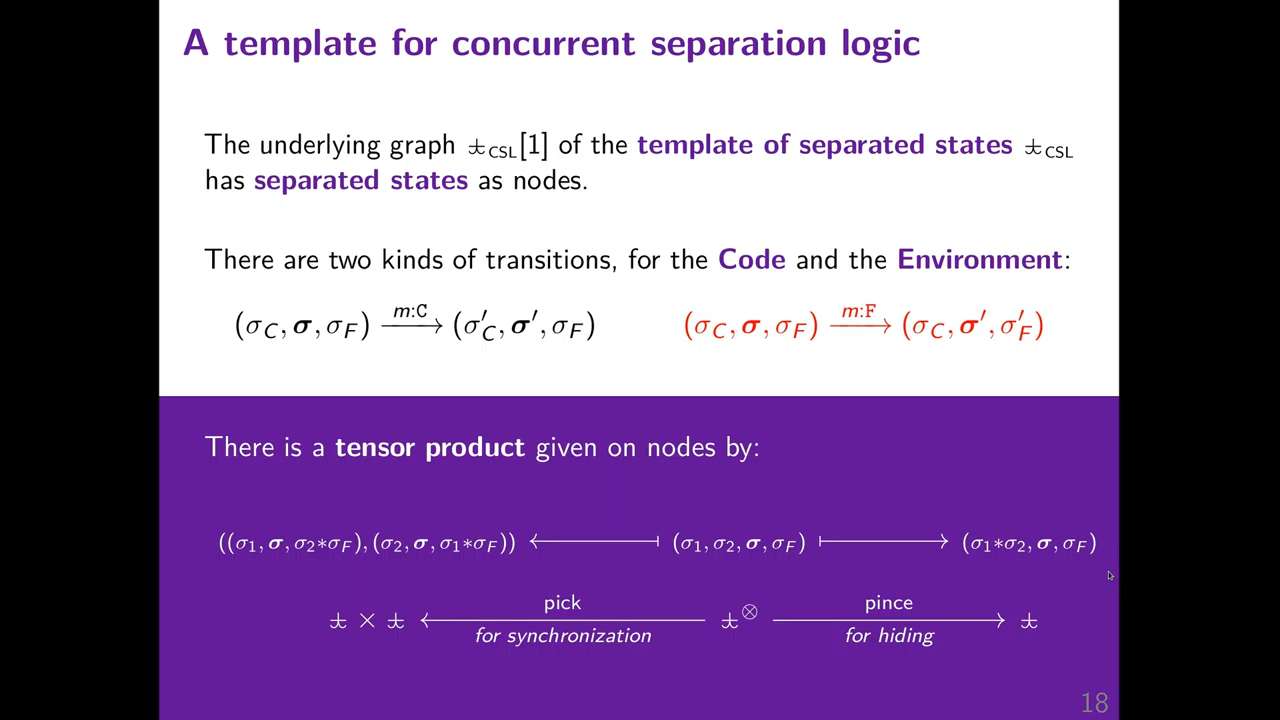 A template for concurrent separation logic
The underlying graph ⏄CSL[1] of the template of separated states ⏄CSL
has separated states as nodes.
There are two kinds of transitions, for the Code and the Environment:
(σC, σ, σF) —m:C→ (σ′C, σ′, σF)    (σC, σ, σF) —m:F→ (σC, σ′, σ′F)
There is a tensor product given on nodes by:
((σ1, σ, σ2∗σF), (σ2, σ, σ1∗σF)) ⟻ (σ1, σ2, σ, σF) ⟼ (σ1∗σ2, σ, σF)
pick    pince
⏄ × ⏄ ⟵ ⏄⊗ ⟶ ⏄
for synchronization    for hiding
18